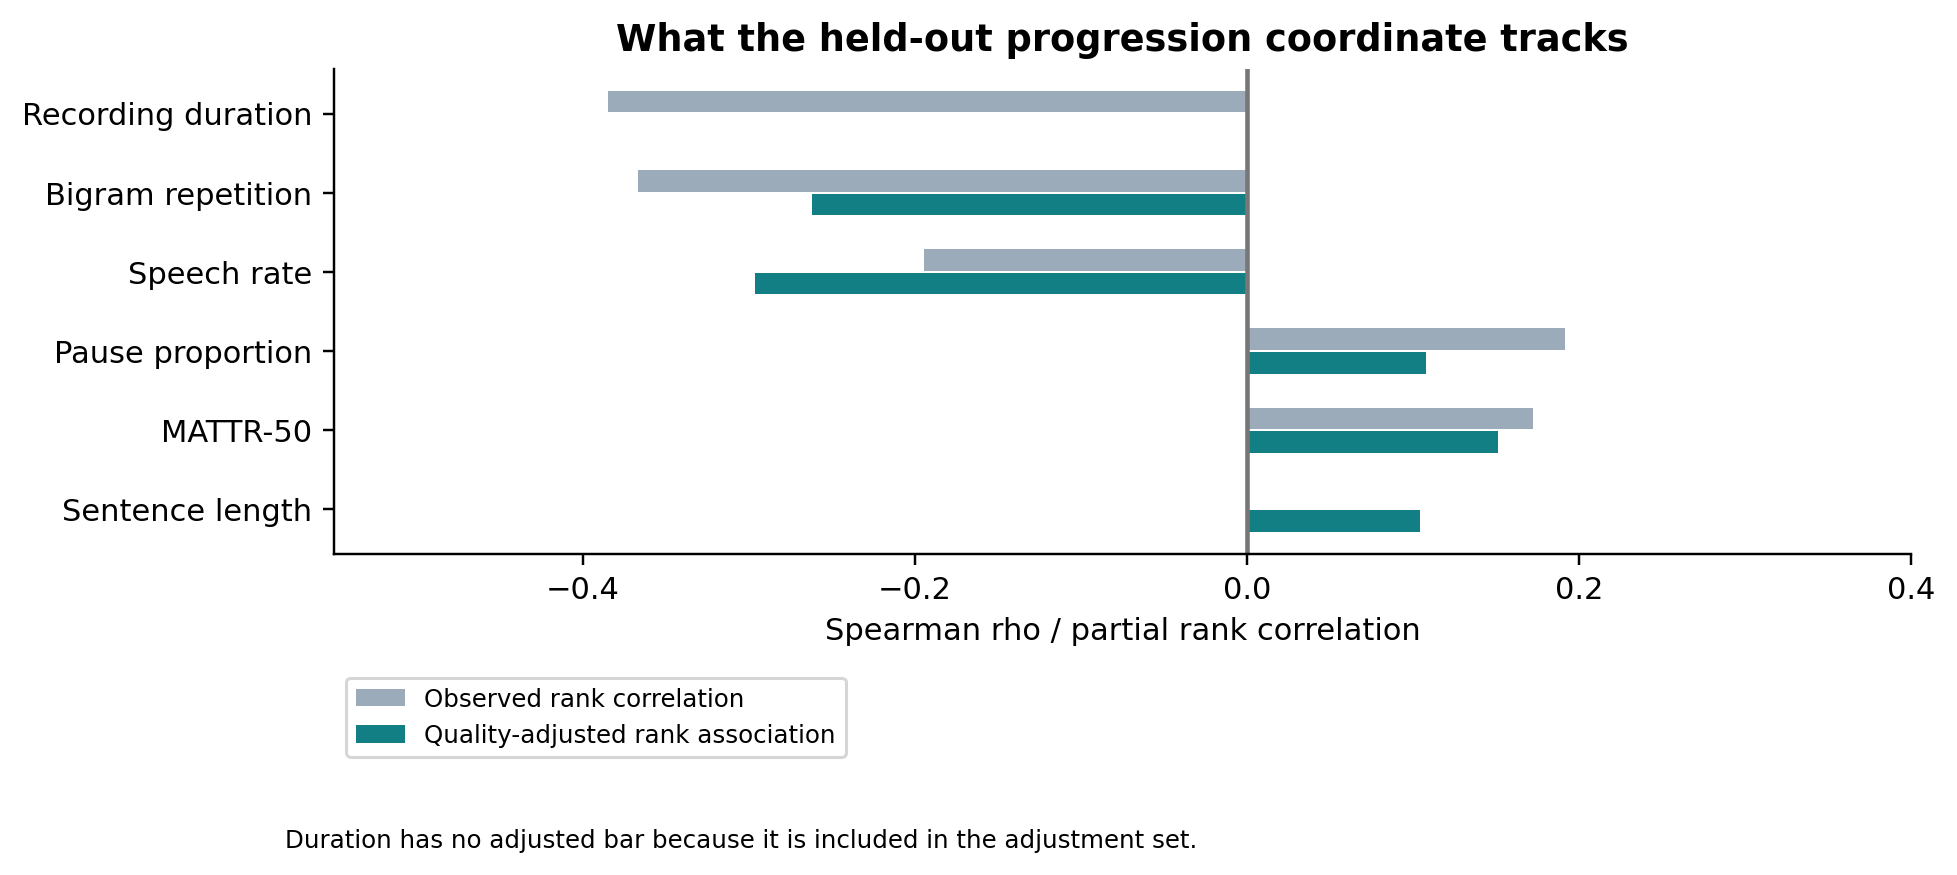 What the held-out progression coordinate tracks
Recording duration
Bigram repetition
Speech rate
Pause proportion
MATTR-50
Sentence length
−0.4 −0.2 0.0 0.2 0.4
Spearman rho / partial rank correlation
Observed rank correlation
Quality-adjusted rank association
Duration has no adjusted bar because it is included in the adjustment set.